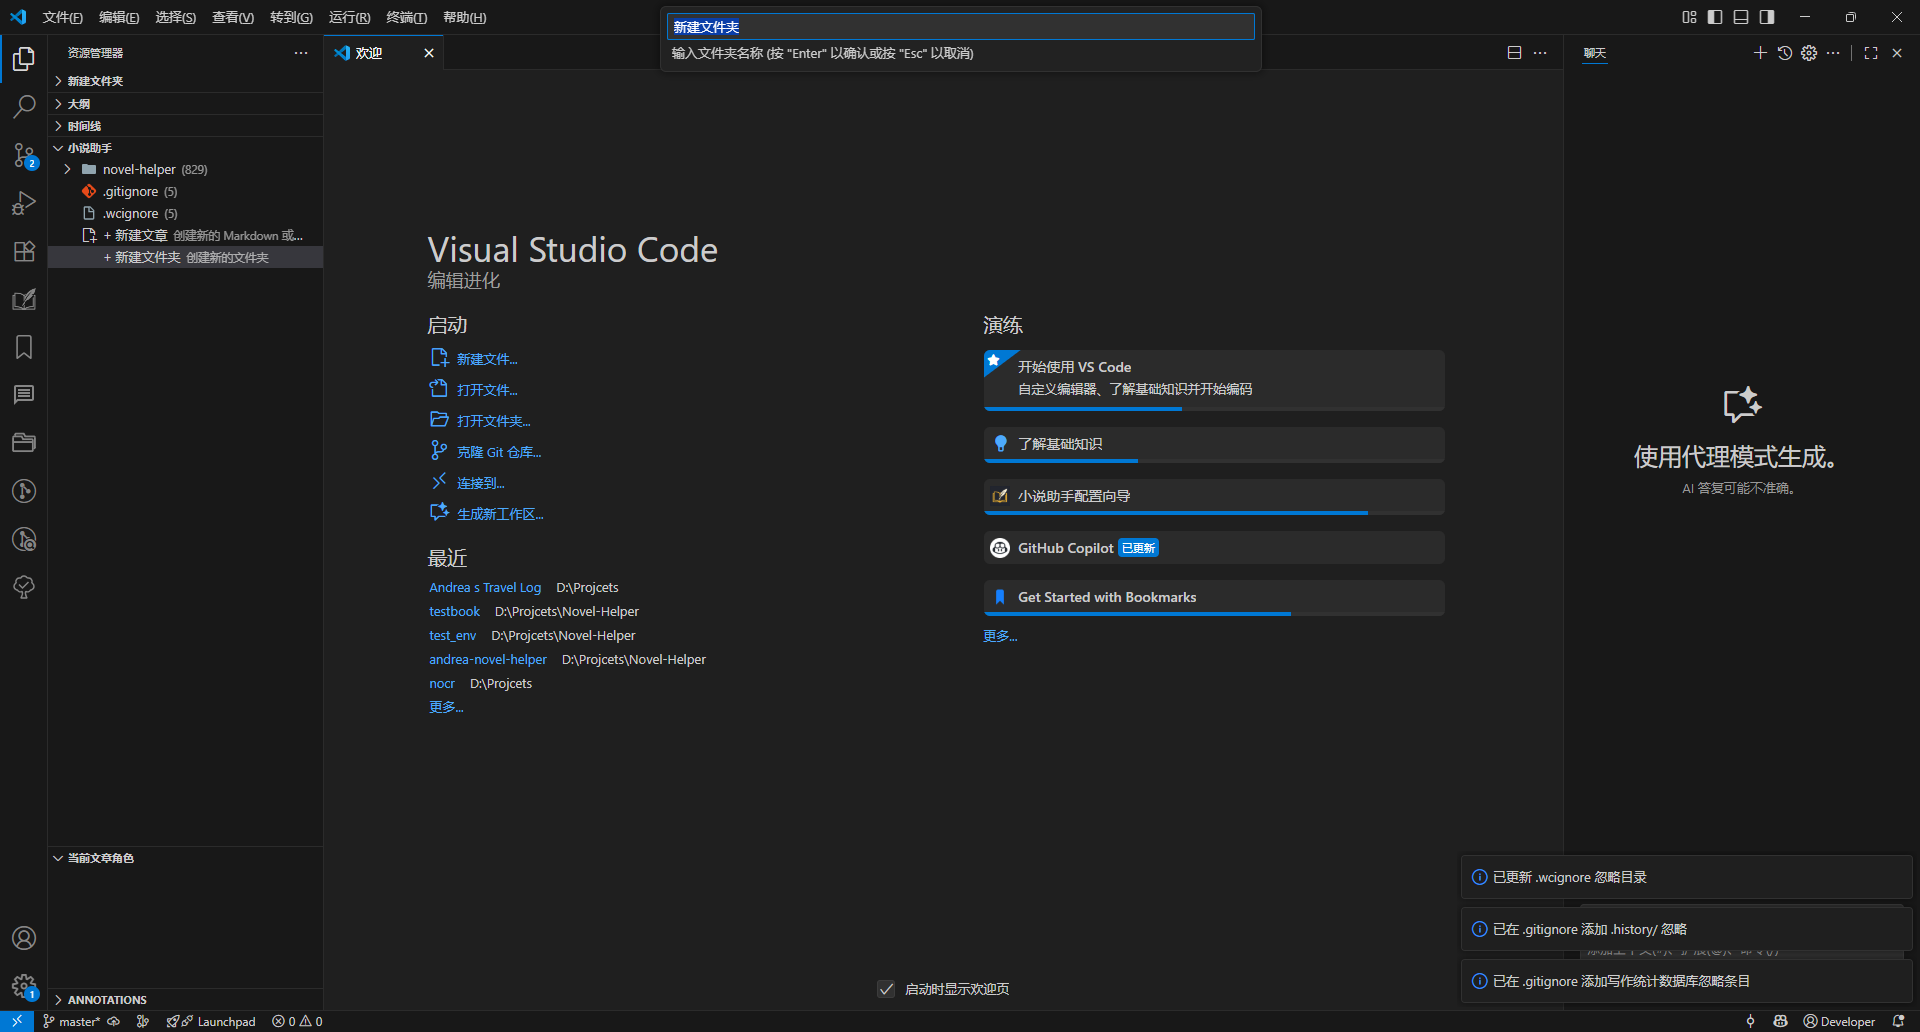 文件(F) 编辑(E) 选择(S) 查看(V) 转到(G) 运行(R) 终端(T) 帮助(H)
新建文件夹
输入文件夹名称 (按 "Enter" 以确认或按 "Esc" 以取消)
资源管理器
欢迎
聊天
新建文件夹
大纲
时间线
小说助手
novel-helper (829)
.gitignore (5)
.wcignore (5)
+ 新建文章 创建新的 Markdown 或...
+ 新建文件夹 创建新的文件夹
2
Visual Studio Code
编辑进化
启动
新建文件...
打开文件...
打开文件夹...
克隆 Git 仓库...
连接到...
生成新工作区...
最近
Andrea s Travel Log D:\Projcets
testbook D:\Projcets\Novel-Helper
test_env D:\Projcets\Novel-Helper
andrea-novel-helper D:\Projcets\Novel-Helper
nocr D:\Projcets
更多...
演练
开始使用 VS Code
自定义编辑器、了解基础知识并开始编码
了解基础知识
小说助手配置向导
GitHub Copilot 已更新
Get Started with Bookmarks
更多...
使用代理模式生成。
AI 答复可能不准确。
当前文章角色
ANNOTATIONS
1
启动时显示欢迎页
已更新 .wcignore 忽略目录
已在 .gitignore 添加 .history/ 忽略
已在 .gitignore 添加写作统计数据库忽略条目
master* Launchpad 0 0
Developer